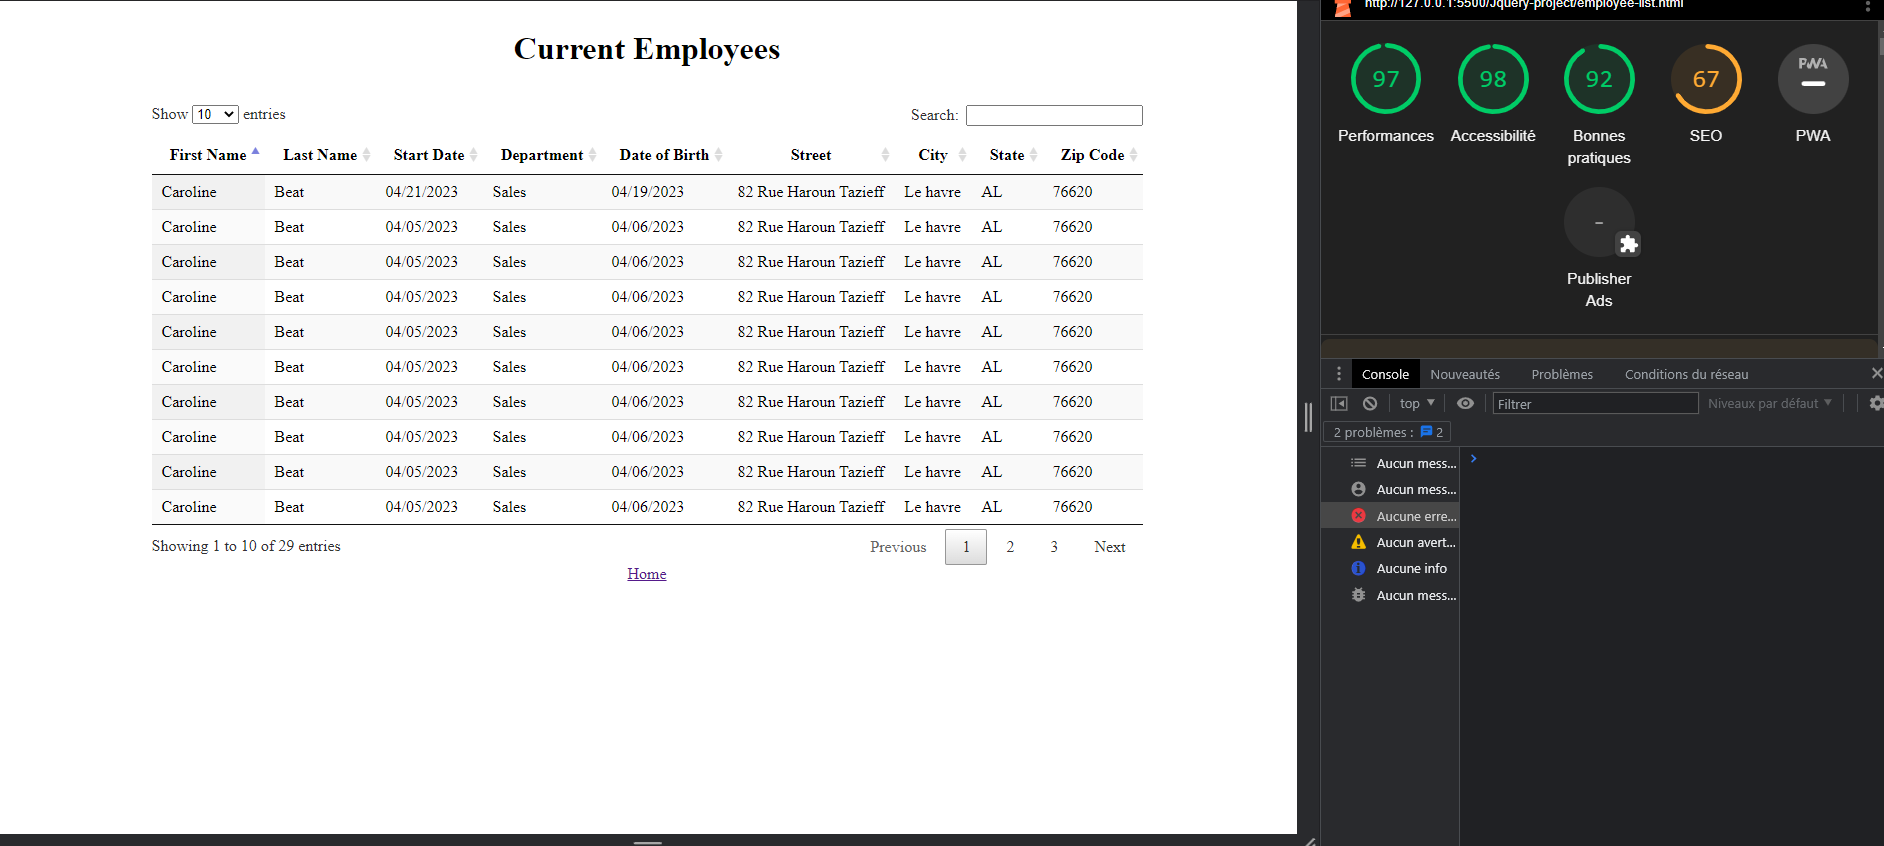 Current Employees
Show 10 entries
Search:
First Name Last Name Start Date Department Date of Birth Street City State Zip Code
Caroline Beat 04/21/2023 Sales 04/19/2023 82 Rue Haroun Tazieff Le havre AL 76620
Caroline Beat 04/05/2023 Sales 04/06/2023 82 Rue Haroun Tazieff Le havre AL 76620
Caroline Beat 04/05/2023 Sales 04/06/2023 82 Rue Haroun Tazieff Le havre AL 76620
Caroline Beat 04/05/2023 Sales 04/06/2023 82 Rue Haroun Tazieff Le havre AL 76620
Caroline Beat 04/05/2023 Sales 04/06/2023 82 Rue Haroun Tazieff Le havre AL 76620
Caroline Beat 04/05/2023 Sales 04/06/2023 82 Rue Haroun Tazieff Le havre AL 76620
Caroline Beat 04/05/2023 Sales 04/06/2023 82 Rue Haroun Tazieff Le havre AL 76620
Caroline Beat 04/05/2023 Sales 04/06/2023 82 Rue Haroun Tazieff Le havre AL 76620
Caroline Beat 04/05/2023 Sales 04/06/2023 82 Rue Haroun Tazieff Le havre AL 76620
Caroline Beat 04/05/2023 Sales 04/06/2023 82 Rue Haroun Tazieff Le havre AL 76620
Showing 1 to 10 of 29 entries
Previous 1 2 3 Next
Home
http://127.0.0.1:5500/Jquery-project/employee-list.html
97 98 92 67 PWA
Performances Accessibilité Bonnes pratiques SEO PWA
-
Publisher
Ads
Console Nouveautés Problèmes Conditions du réseau
top Filtrer Niveaux par défaut
2 problèmes : 2
Aucun mess...
Aucun mess...
Aucune erre...
Aucun avert...
Aucune info
Aucun mess...